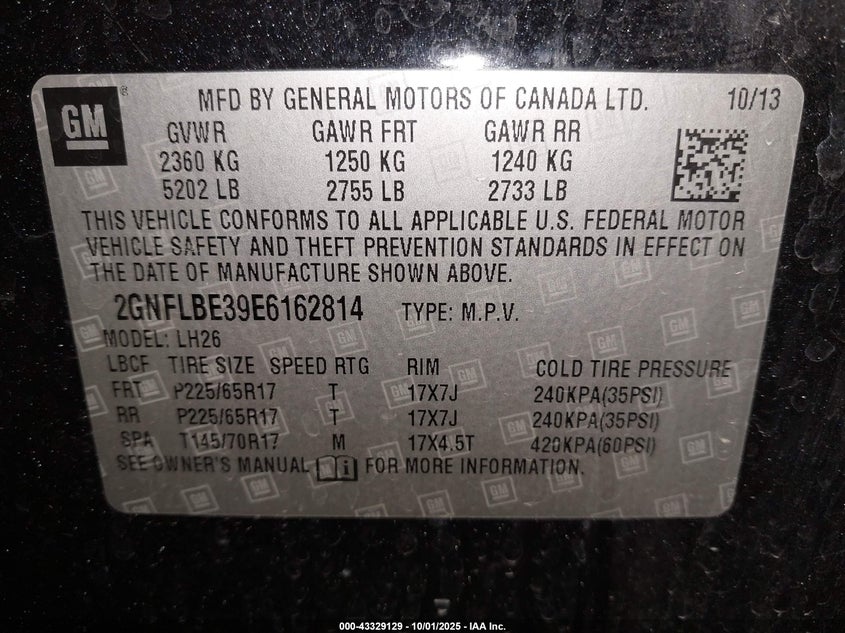 GM ® MFD BY GENERAL MOTORS OF CANADA LTD. 10/13
GVWR GAWR FRT GAWR RR
2360 KG 1250 KG 1240 KG
5202 LB 2755 LB 2733 LB
THIS VEHICLE CONFORMS TO ALL APPLICABLE U.S. FEDERAL MOTOR
VEHICLE SAFETY AND THEFT PREVENTION STANDARDS IN EFFECT ON
THE DATE OF MANUFACTURE SHOWN ABOVE.
2GNFLBE39E6162814 TYPE: M.P.V.
MODEL: LH26
LBCF TIRE SIZE SPEED RTG RIM COLD TIRE PRESSURE
FRT P225/65R17 T 17X7J 240KPA(35PSI)
RR P225/65R17 T 17X7J 240KPA(35PSI)
SPA T145/70R17 M 17X4.5T 420KPA(60PSI)
SEE OWNER'S MANUAL FOR MORE INFORMATION.
000-43329129 - 10/01/2025 - IAA Inc.